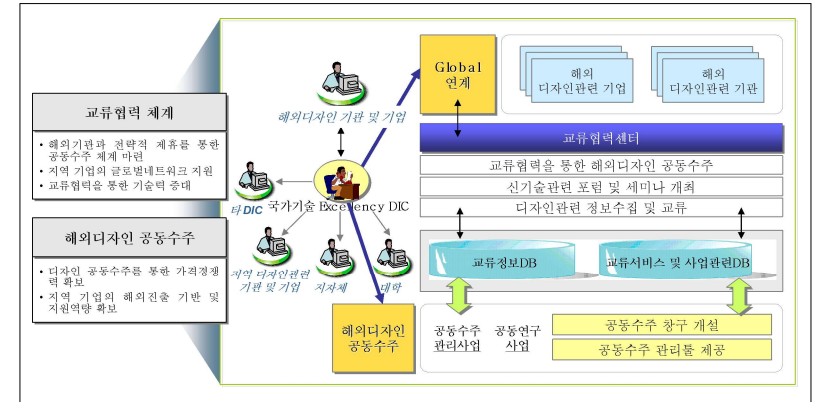 교류협력 체계
• 해외기관과 전략적 제휴를 통한
공동수주 체계 마련
• 지역 기업의 글로벌네트워크 지원
• 교류협력을 통한 기술력 증대
해외디자인 공동수주
• 디자인 공동수주를 통한 가격경쟁
력 확보
• 지역 기업의 해외진출 기반 및
지원역량 확보
해외디자인 기관 및 기업
타DIC
국가기술 Excellency DIC
지역 디자인관련
기관 및 기업
지자체
대학
Global
연계
해외디자인
공동수주
해외
디자인관련 기업
해외
디자인관련 기관
교류협력센터
교류협력을 통한 해외디자인 공동수주
신기술관련 포럼 및 세미나 개최
디자인관련 정보수집 및 교류
교류정보DB
교류서비스 및 사업관련DB
공동수주
관리사업
공동연구
사업
공동수주 창구 개설
공동수주 관리툴 제공